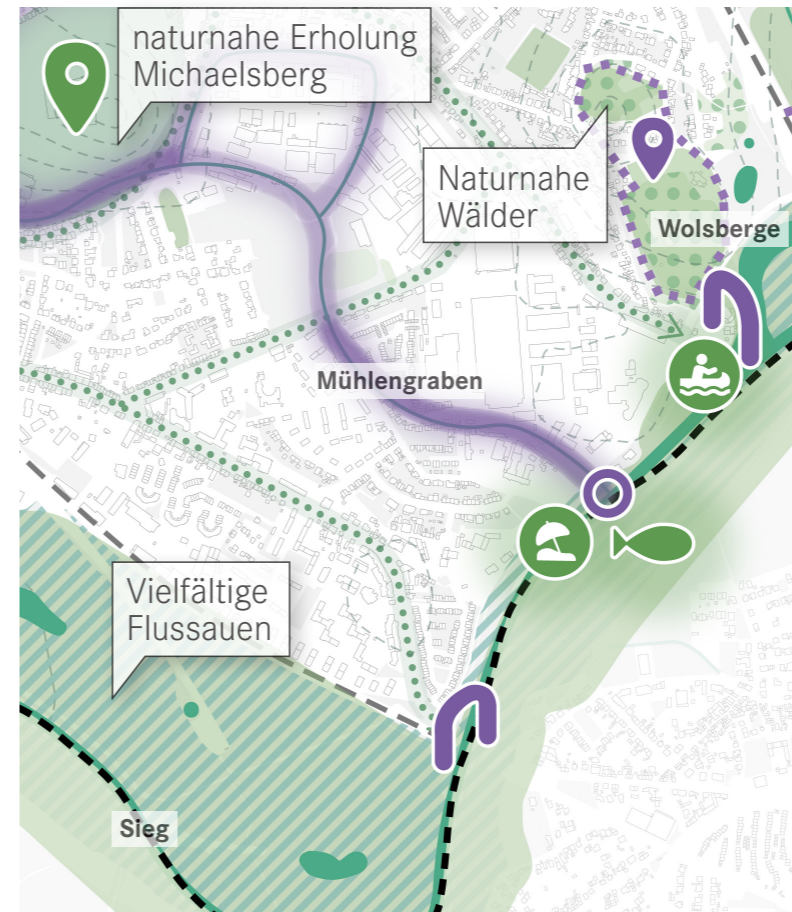 naturnahe Erholung
Michaelsberg
Naturnahe
Wälder
Wolsberge
Mühlengraben
Vielfältige
Flussauen
Sieg